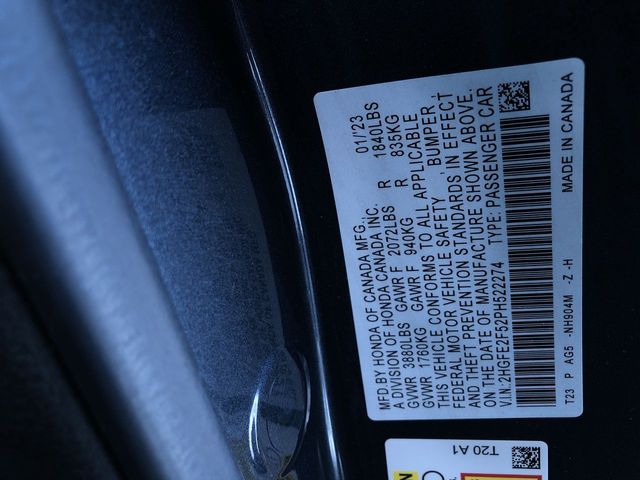 MFD.BY HONDA OF CANADA MFG., 01/'23
A DIVISION OF HONDA CANADA INC.
GVWR 3880LBS GAWR F 2072LBS R 1840LBS
GVWR 1760KG GAWR F 940KG R 835KG
THIS VEHICLE CONFORMS TO ALL APPLICABLE
FEDERAL MOTOR VEHICLE SAFETY , BUMPER,
AND THEFT PREVENTION STANDARDS IN EFFECT
ON THE DATE OF MANUFACTURE SHOWN ABOVE.
V.I.N. : 2HGFE2F52PH522274 TYPE: PASSENGER CAR
T23 P AG5 -NH904M -Z -H MADE IN CANADA
T20 A1